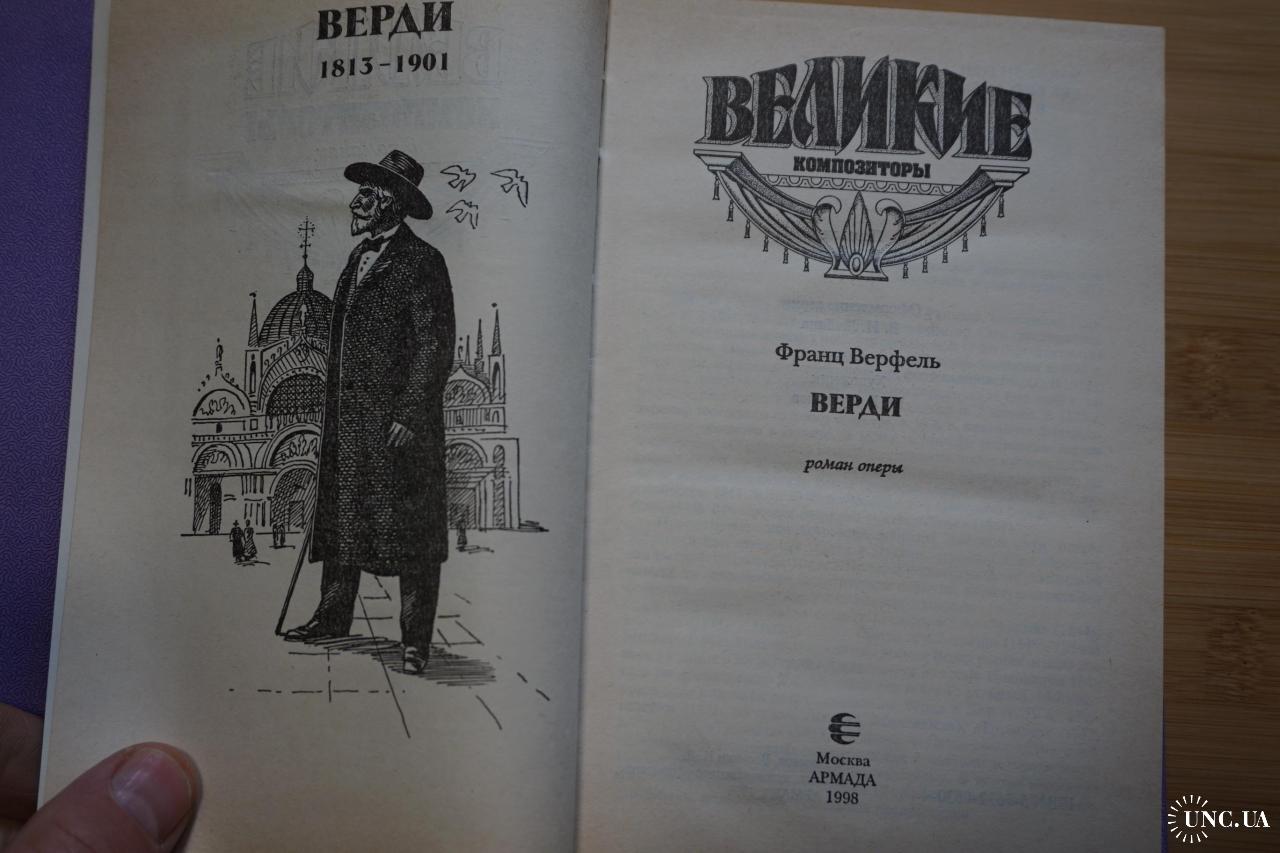 ВЕРДИ
1813-1901
ВЕЛИКИЕ
КОМПОЗИТОРЫ
Франц Верфель
ВЕРДИ
роман оперы
Москва
АРМАДА
1998
UNC.UA